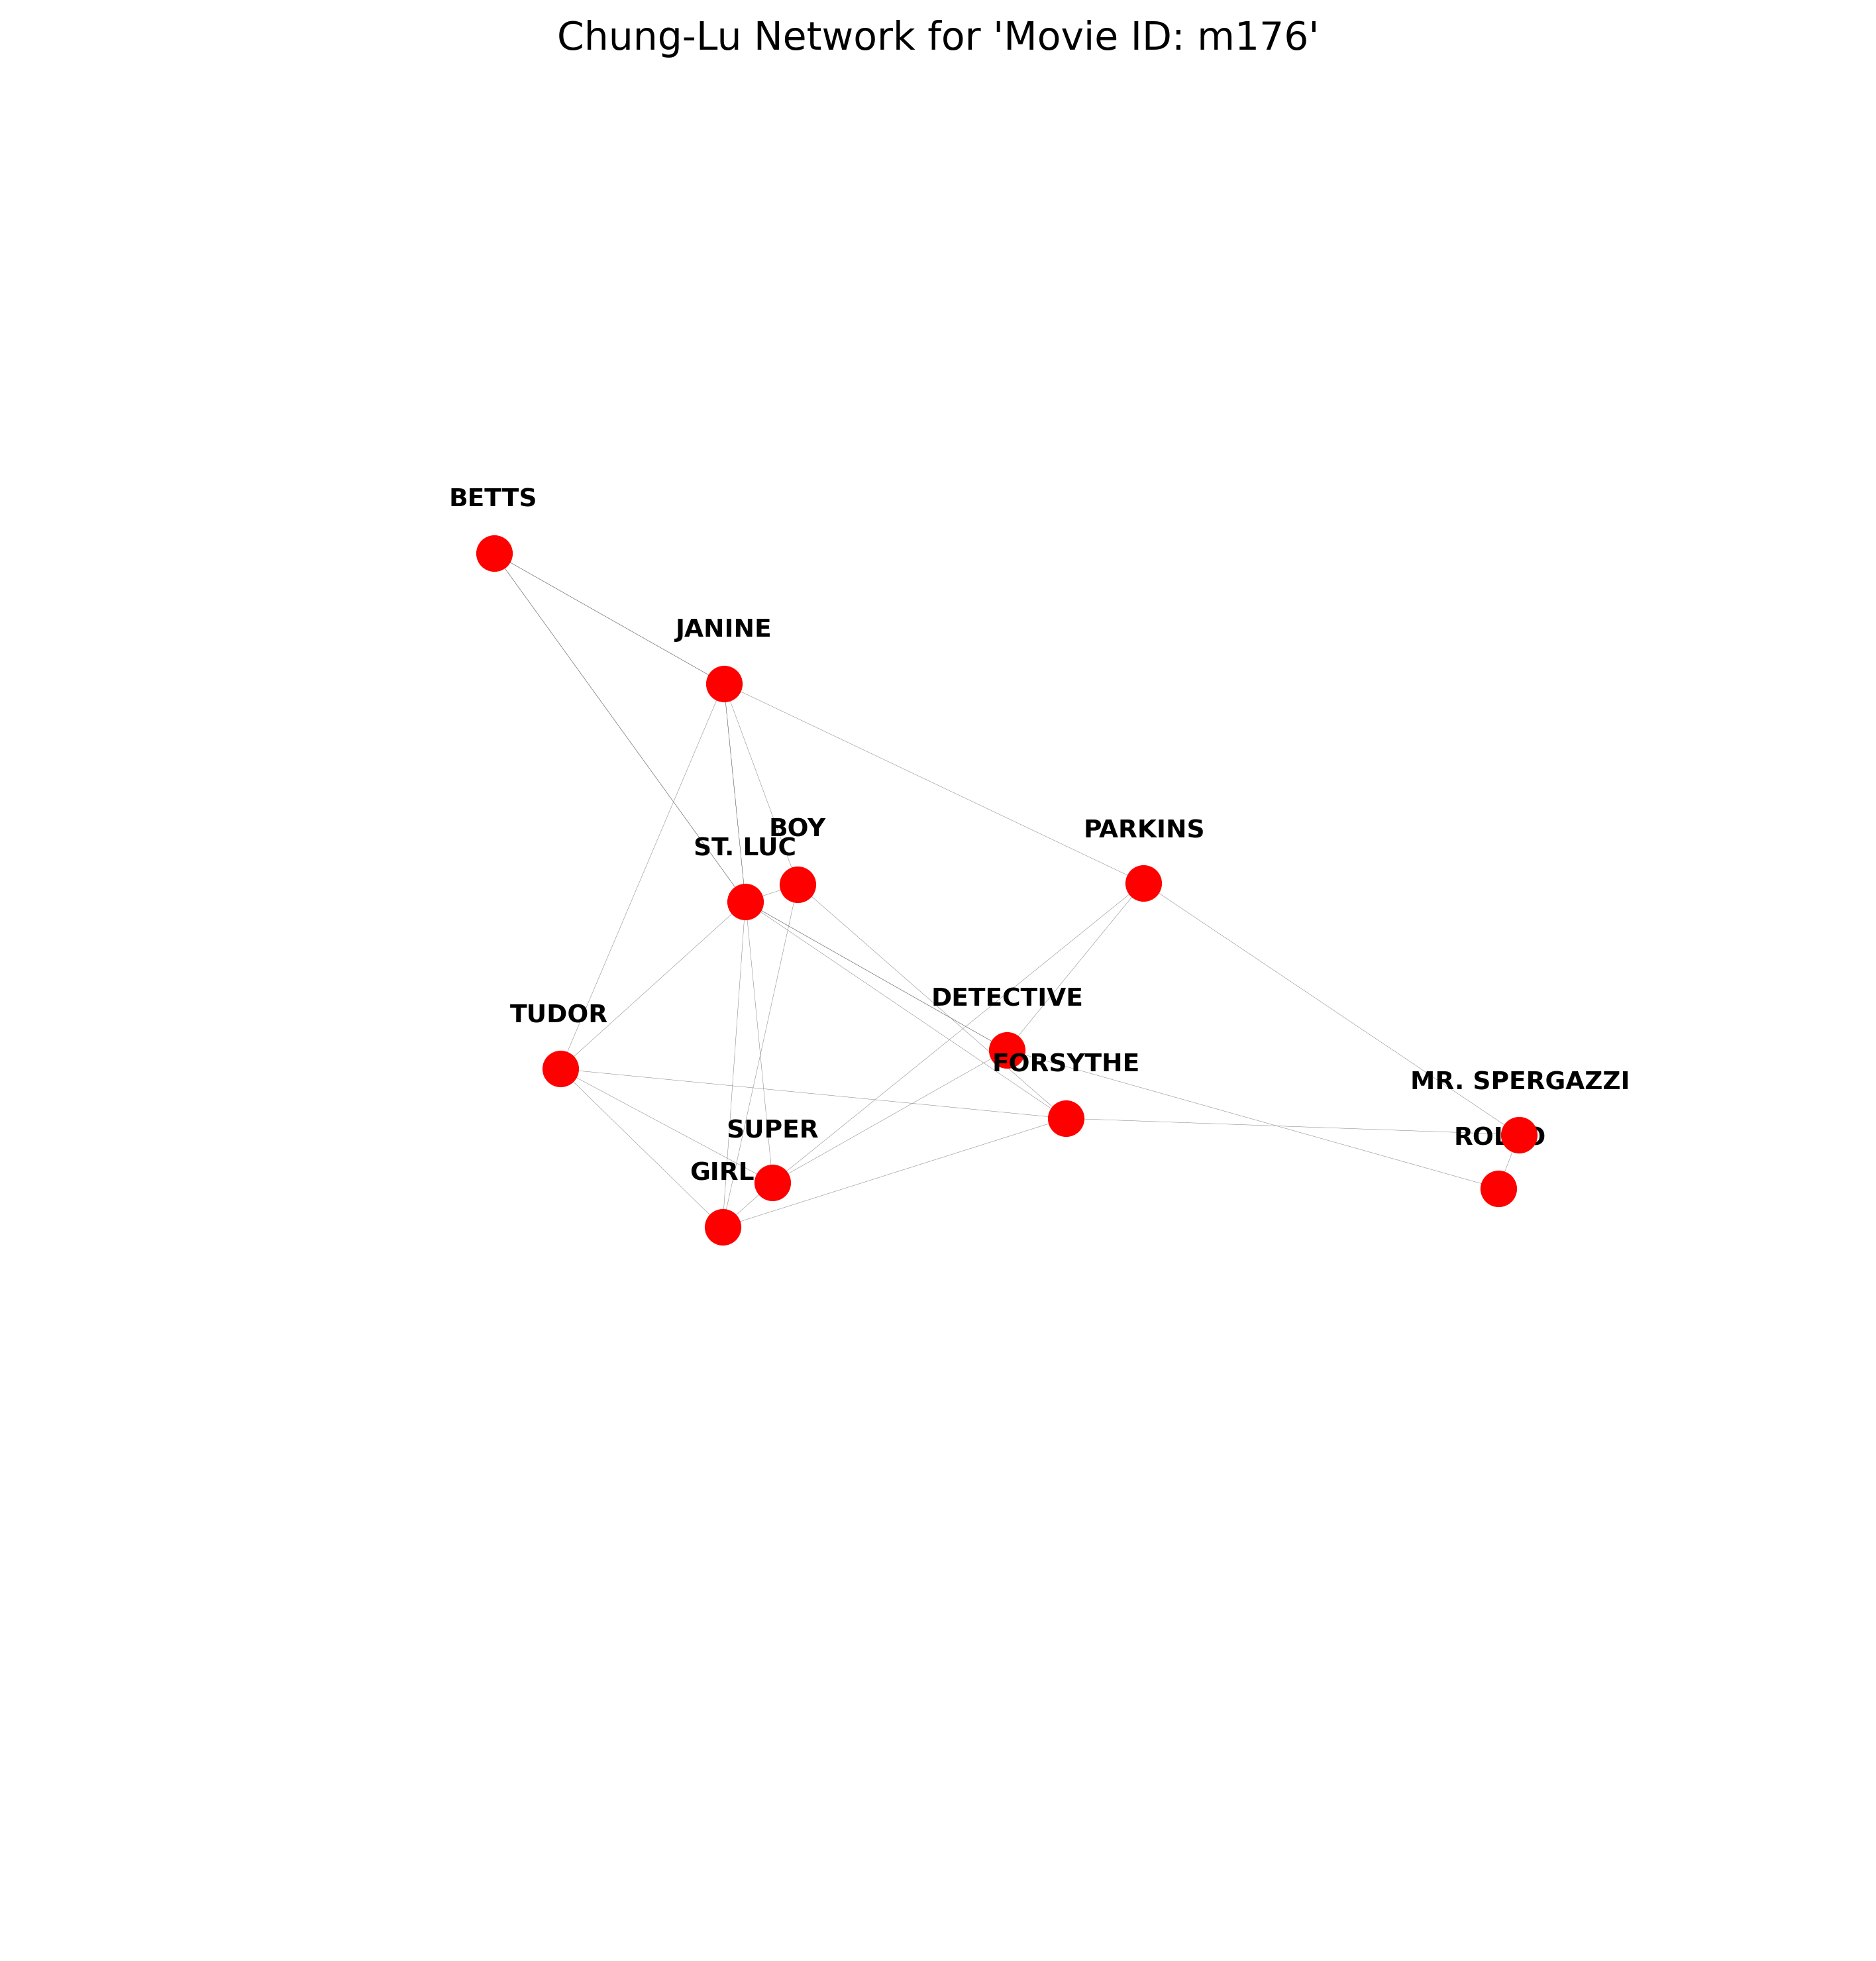 Chung-Lu Network for 'Movie ID: m176'
BETTS
JANINE
BOY
PARKINS
ST. LUC
DETECTIVE
TUDOR
FORSYTHE
MR. SPERGAZZI
SUPER
GIRL